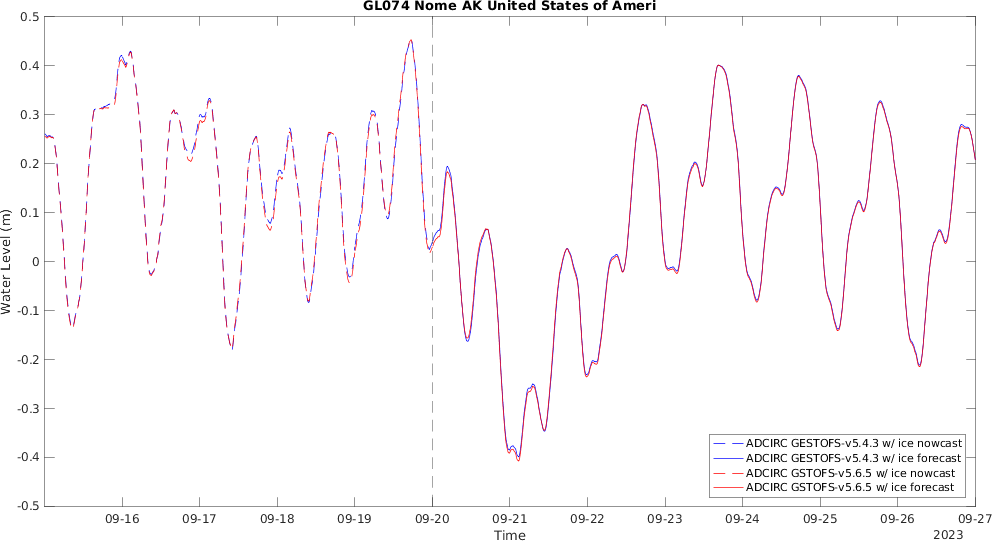 GL074 Nome AK United States of Ameri
0.5
0.4
0.3
0.2
0.1
0
-0.1
-0.2
-0.3
-0.4
-0.5
Water Level (m)
ADCIRC GESTOFS-v5.4.3 w/ ice nowcast
ADCIRC GESTOFS-v5.4.3 w/ ice forecast
ADCIRC GSTOFS-v5.6.5 w/ ice nowcast
ADCIRC GSTOFS-v5.6.5 w/ ice forecast
09-16 09-17 09-18 09-19 09-20 09-21 09-22 09-23 09-24 09-25 09-26 09-27
Time
2023